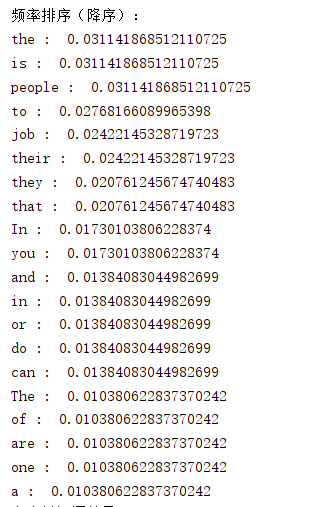 频率排序（降序）：
the :  0.031141868512110725
is :  0.031141868512110725
people :  0.031141868512110725
to :  0.02768166089965398
job :  0.02422145328719723
their :  0.02422145328719723
they :  0.020761245674740483
that :  0.020761245674740483
In :  0.01730103806228374
you :  0.01730103806228374
and :  0.01384083044982699
in :  0.01384083044982699
or :  0.01384083044982699
do :  0.01384083044982699
can :  0.01384083044982699
The :  0.010380622837370242
of :  0.010380622837370242
are :  0.010380622837370242
one :  0.010380622837370242
a :  0.010380622837370242